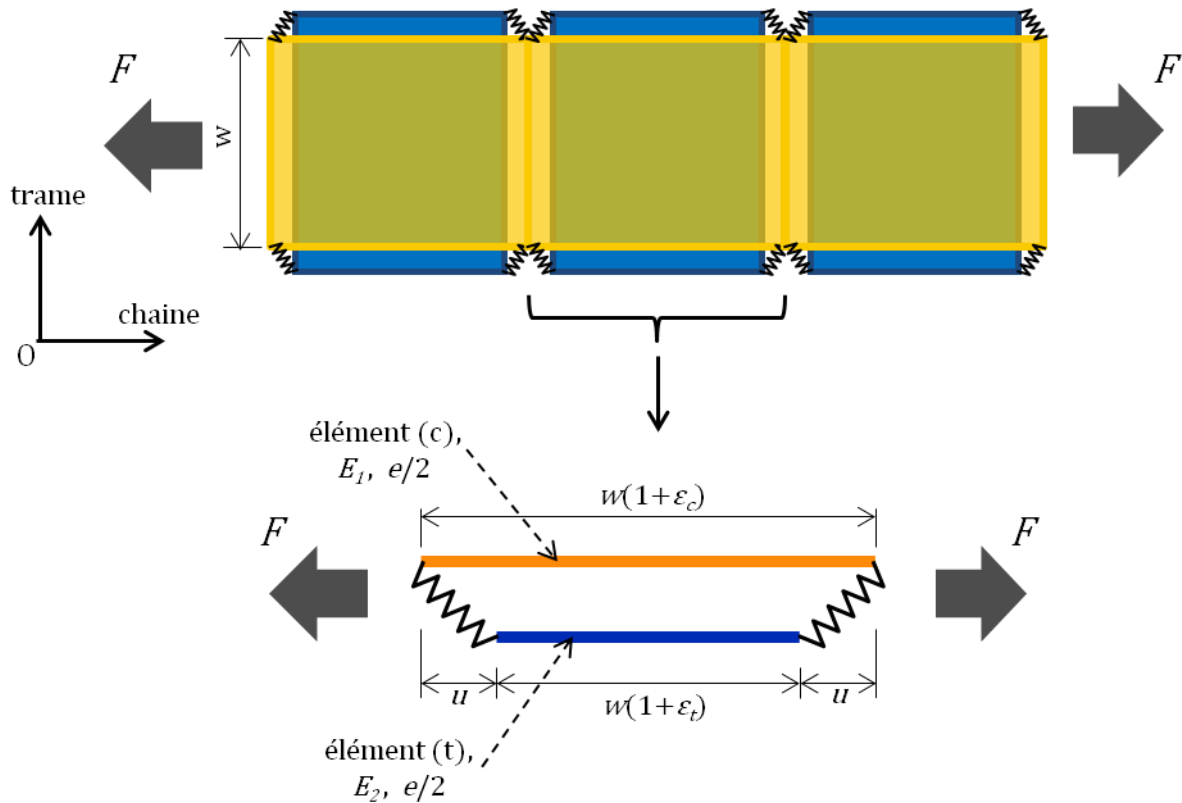 F
F
w
trame
chaine
O
élément (c),
E₁, e/2
w(1+εc)
F
F
u
w(1+εt)
u
élément (t),
E₂, e/2